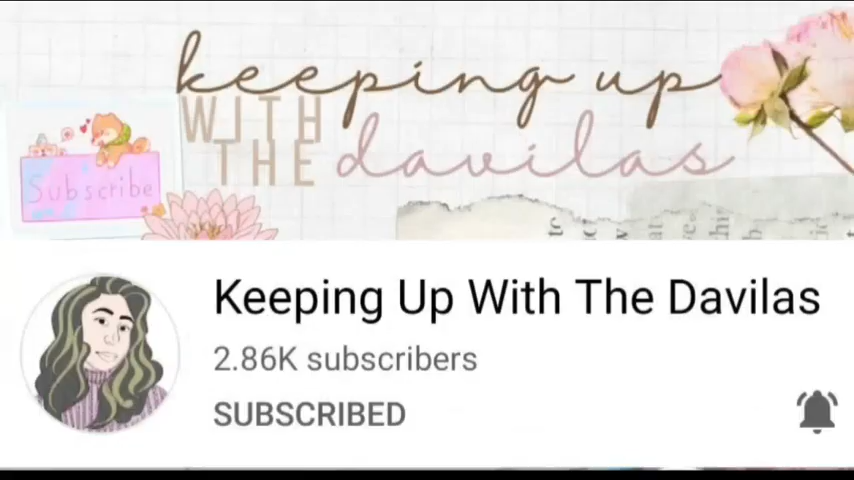 keeping up
WITH
THE davilas
Subscribe
Keeping Up With The Davilas
2.86K subscribers
SUBSCRIBED